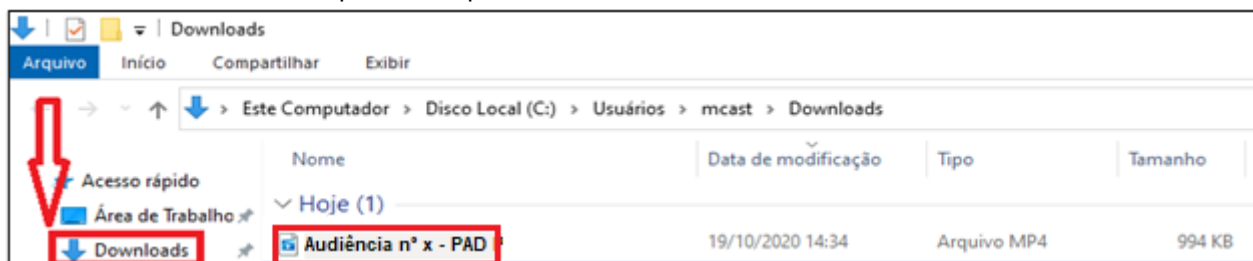 Downloads
Arquivo Início Compartilhar Exibir
Este Computador > Disco Local (C:) > Usuários > mcast > Downloads
Nome Data de modificação Tipo Tamanho
Acesso rápido
Hoje (1)
Área de Trabalho
Audiência nº x - PAD 19/10/2020 14:34 Arquivo MP4 994 KB
Downloads